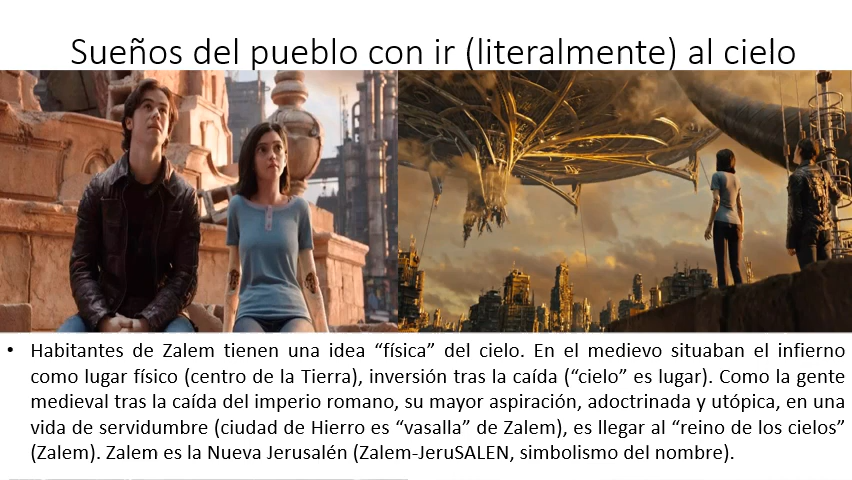 Sueños del pueblo con ir (literalmente) al cielo
• Habitantes de Zalem tienen una idea “física” del cielo. En el medievo situaban el infierno
como lugar físico (centro de la Tierra), inversión tras la caída (“cielo” es lugar). Como la gente
medieval tras la caída del imperio romano, su mayor aspiración, adoctrinada y utópica, en una
vida de servidumbre (ciudad de Hierro es “vasalla” de Zalem), es llegar al “reino de los cielos”
(Zalem). Zalem es la Nueva Jerusalén (Zalem-JeruSALEN, simbolismo del nombre).